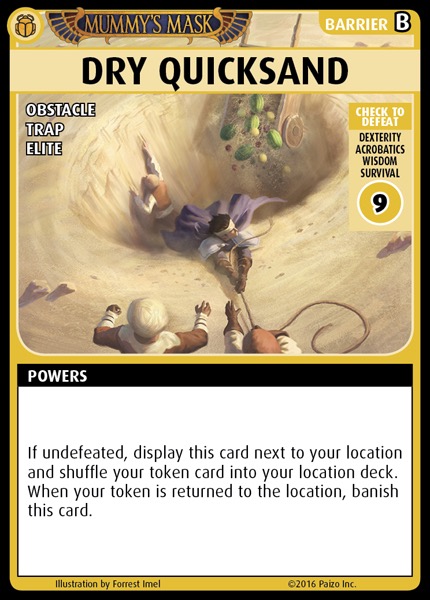 MUMMY'S MASK
BARRIER B
DRY QUICKSAND
OBSTACLE
TRAP
ELITE
CHECK TO
DEFEAT
DEXTERITY
ACROBATICS
WISDOM
SURVIVAL
9
POWERS
If undefeated, display this card next to your location
and shuffle your token card into your location deck.
When your token is returned to the location, banish
this card.
Illustration by Forrest Imel
©2016 Paizo Inc.